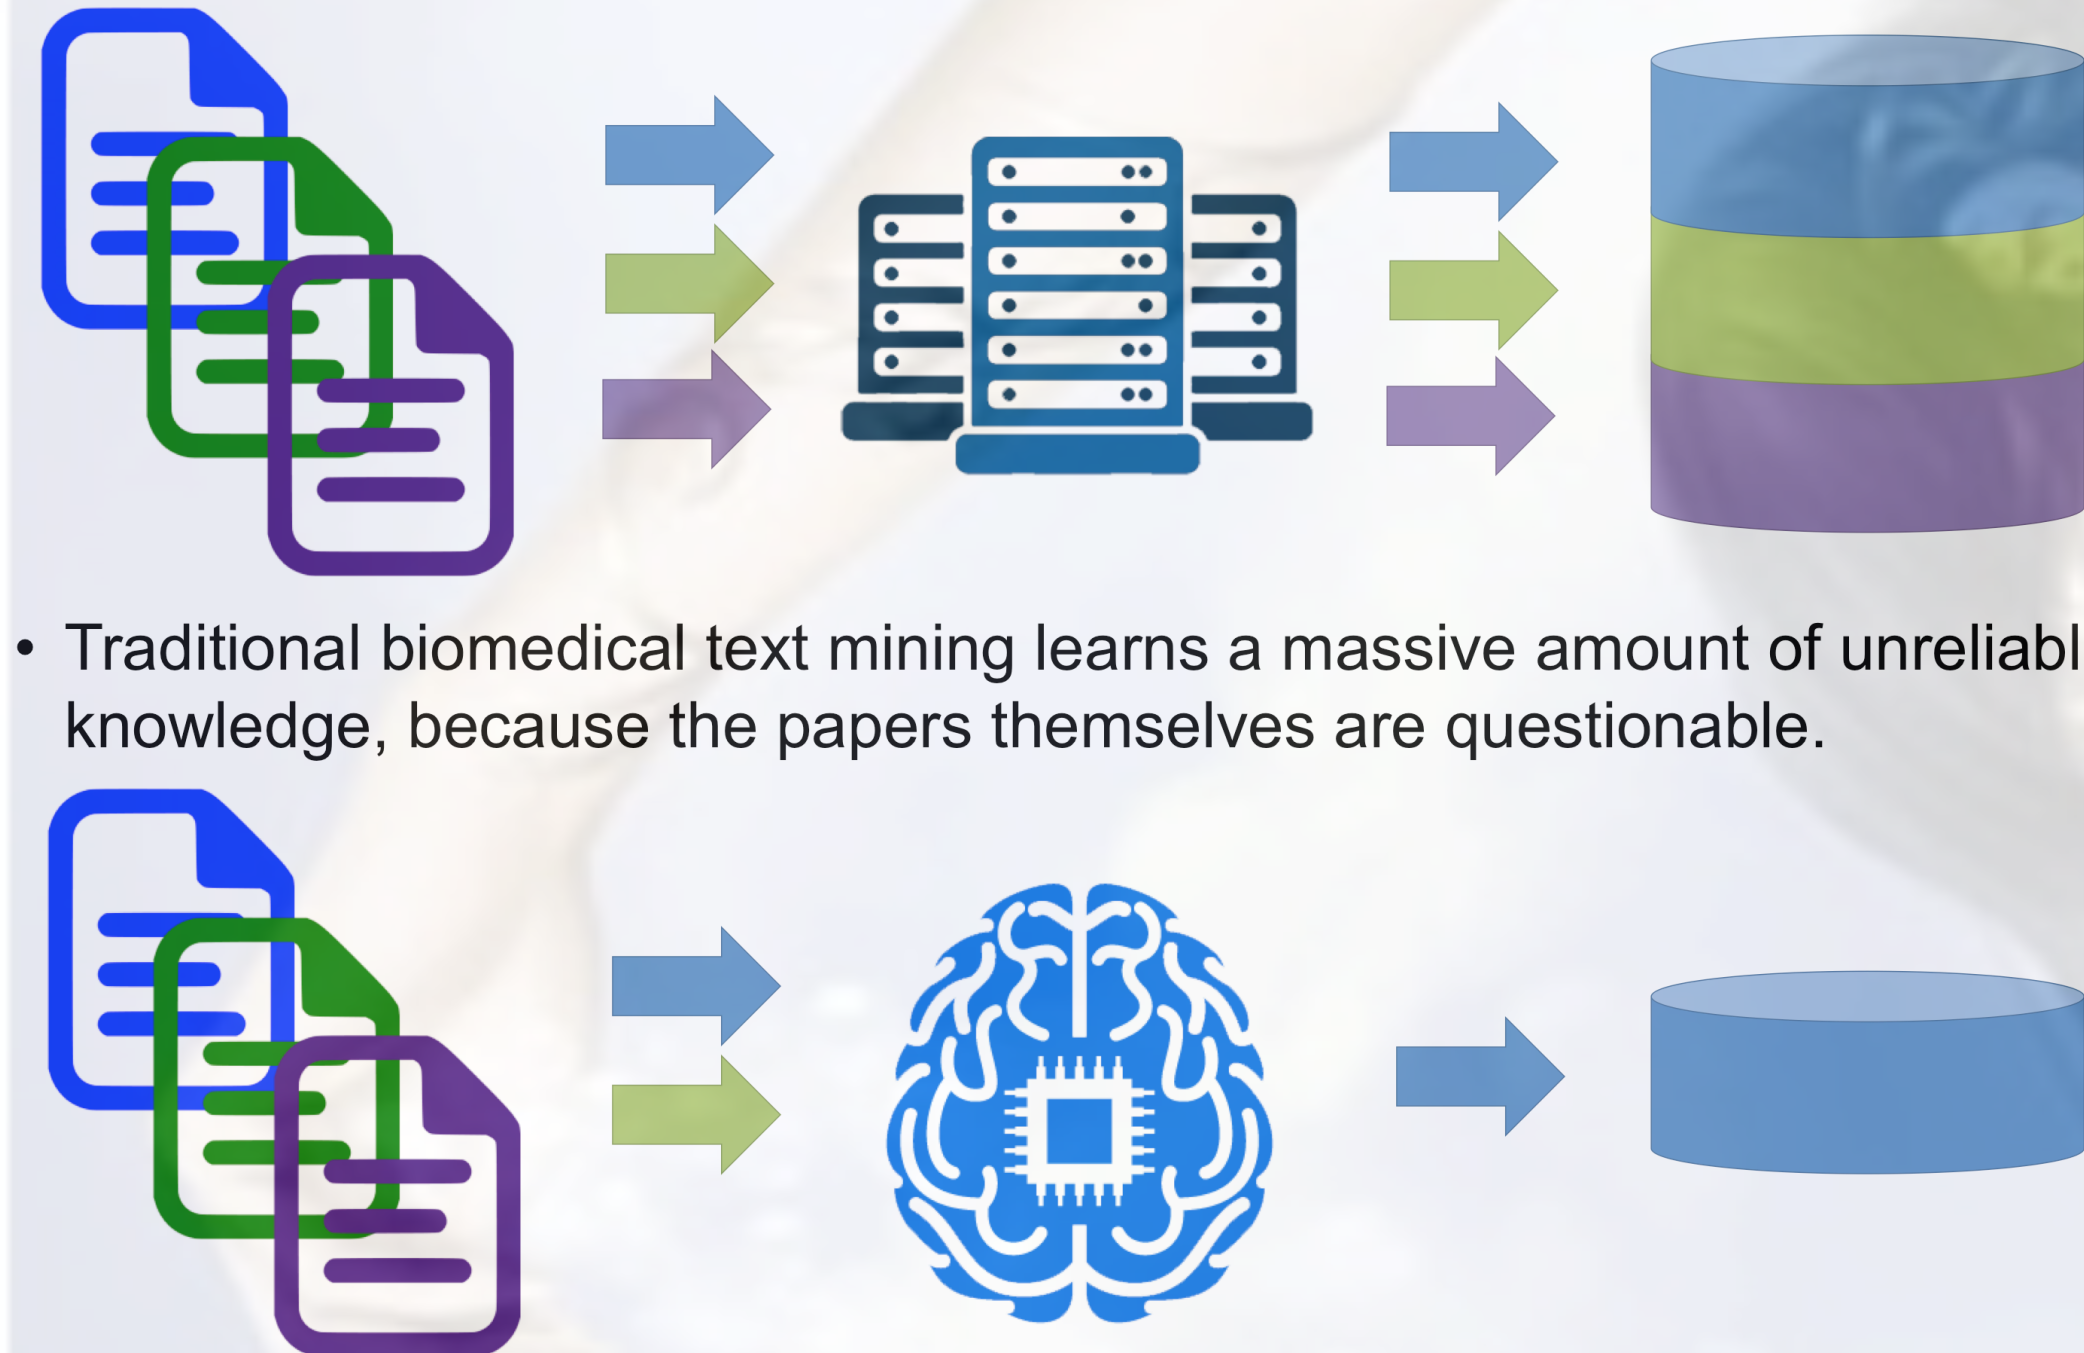 • Traditional biomedical text mining learns a massive amount of unreliabl
knowledge, because the papers themselves are questionable.